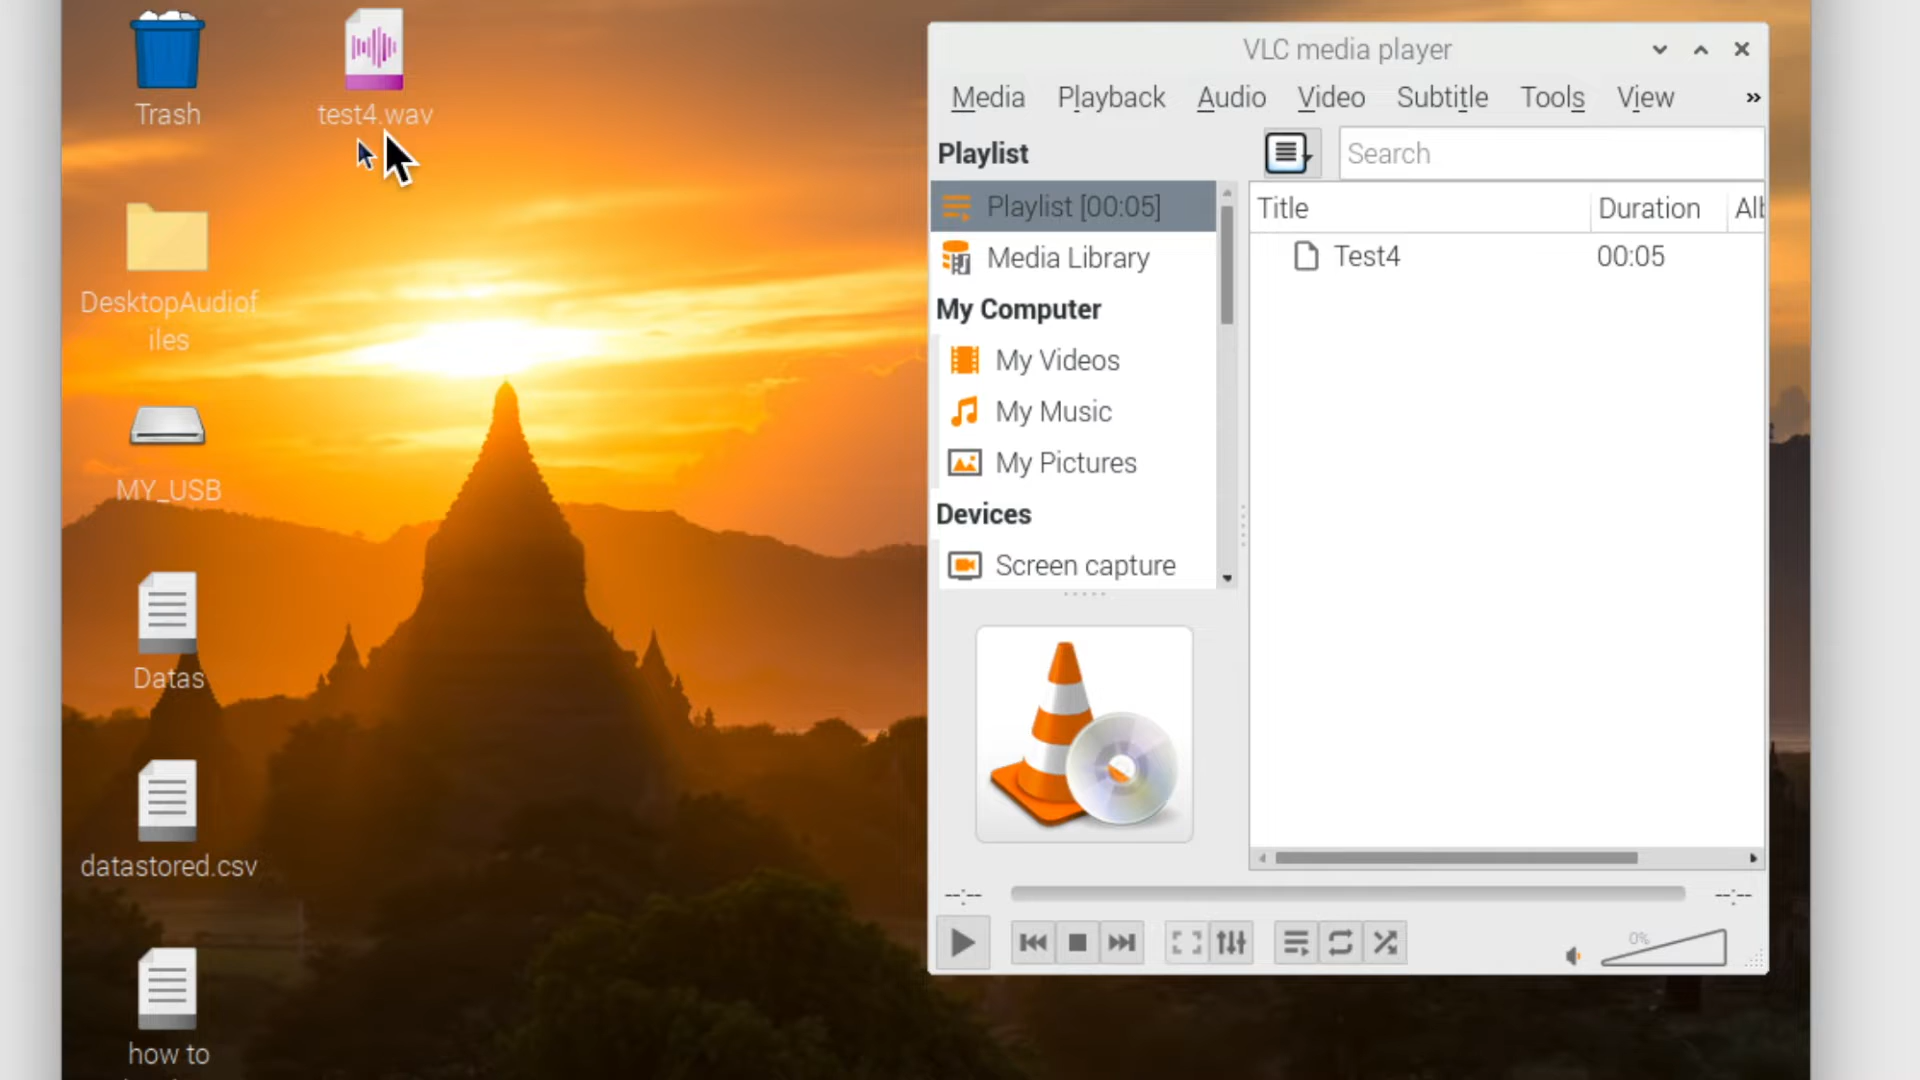 Trash
test4.wav
DesktopAudiof
iles
MY_USB
Datas
datastored.csv
how to
VLC media player
Media Playback Audio Video Subtitle Tools View »
Playlist
Search
Playlist [00:05]
Media Library
My Computer
My Videos
My Music
My Pictures
Devices
Screen capture
Title Duration Alb
Test4 00:05
--:-- --:--
0%